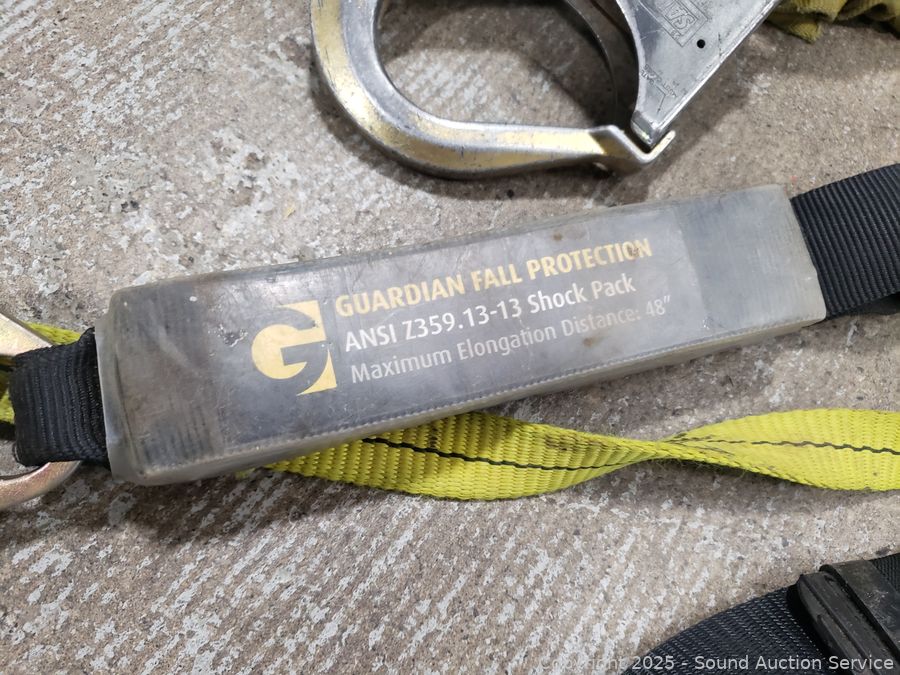 GUARDIAN FALL PROTECTION
ANSI Z359.13-13 Shock Pack
Maximum Elongation Distance: 48"
Copyright 2025 - Sound Auction Service